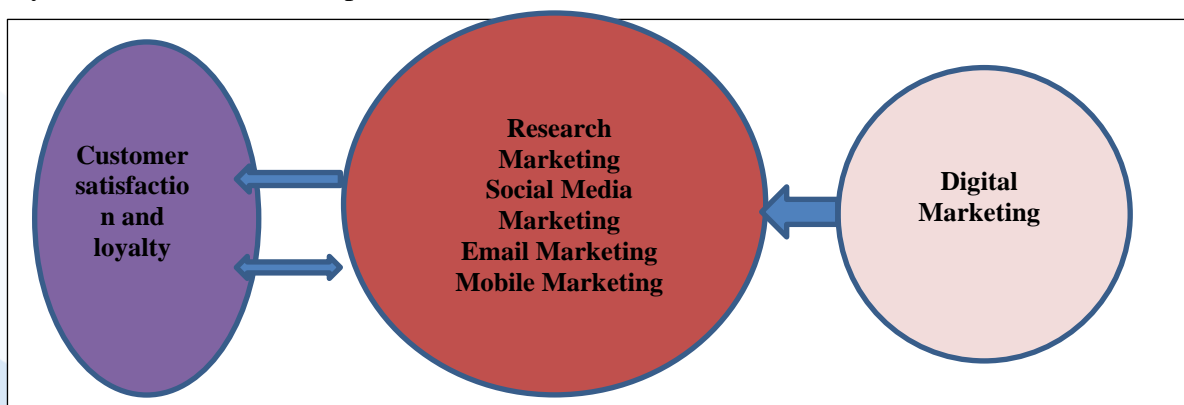 Customer
satisfactio
n and
loyalty
Research
Marketing
Social Media
Marketing
Email Marketing
Mobile Marketing
Digital
Marketing